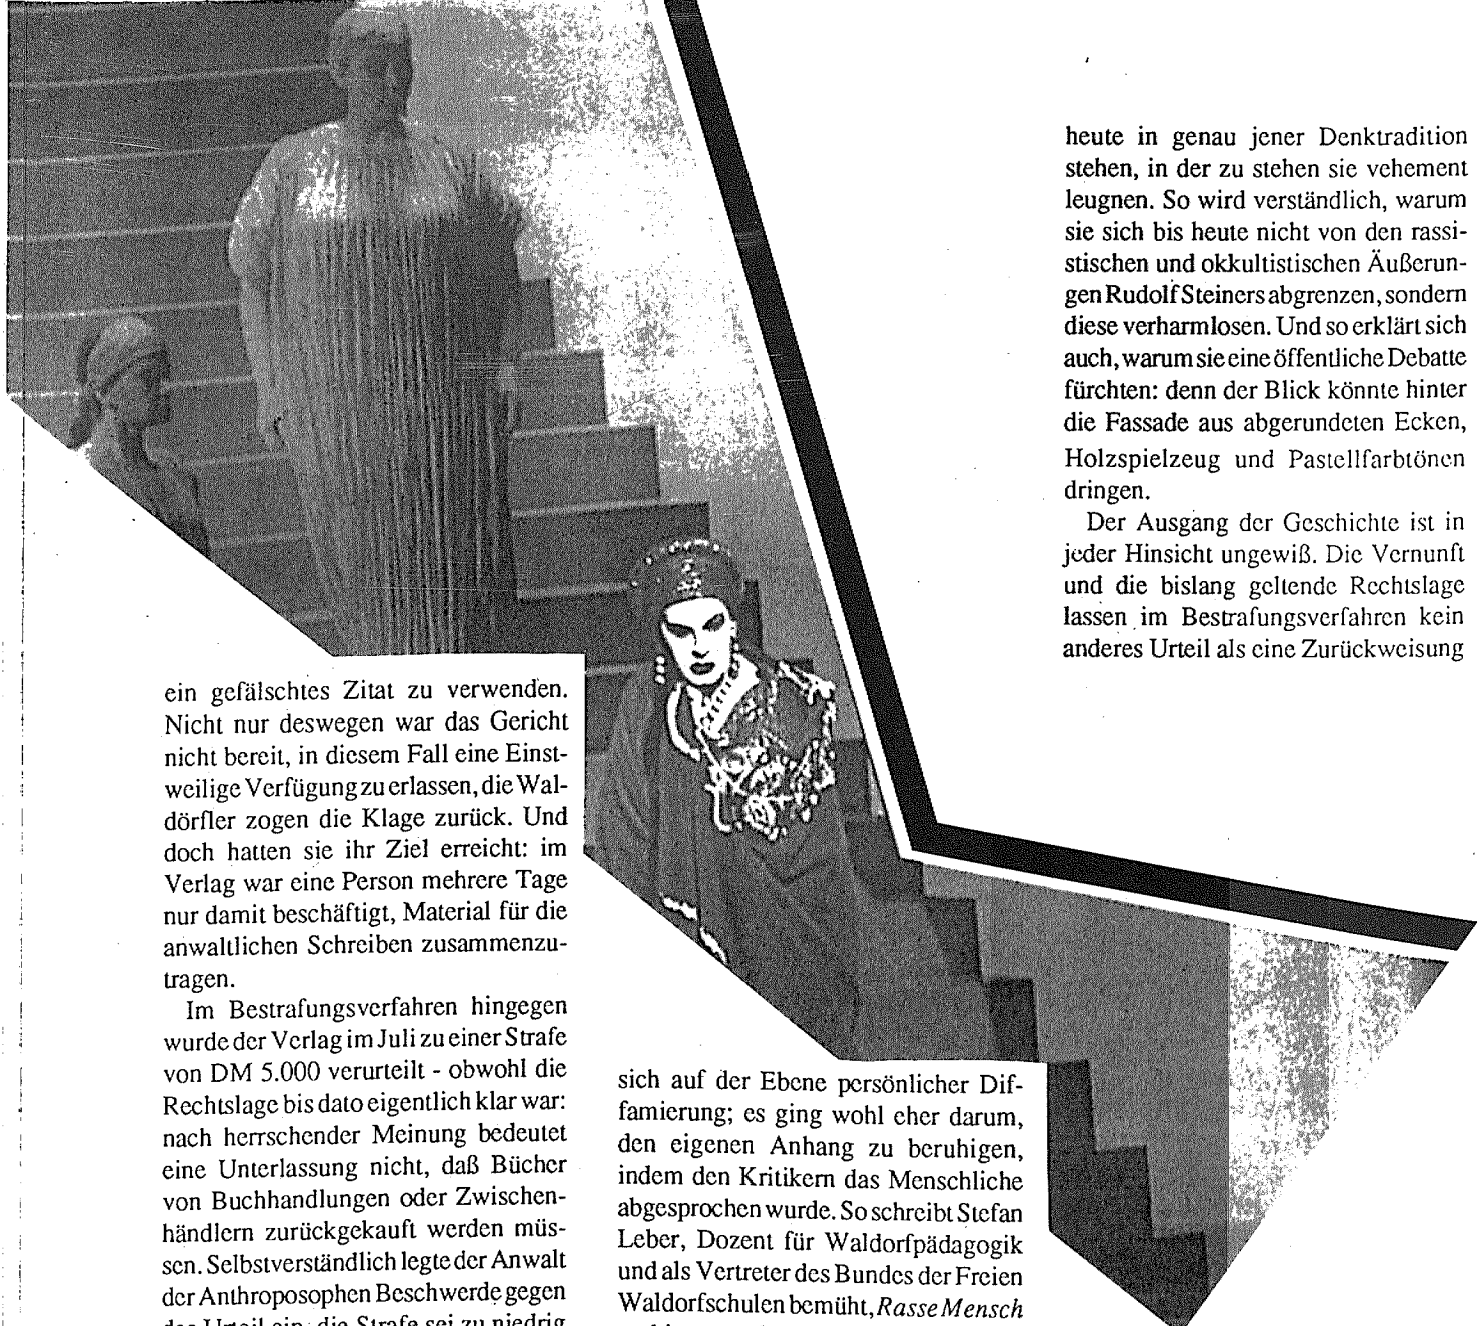 ein gefälschtes Zitat zu verwenden.
Nicht nur deswegen war das Gericht
nicht bereit, in diesem Fall eine Einst-
weilige Verfügung zu erlassen, die Wal-
dörfler zogen die Klage zurück. Und
doch hatten sie ihr Ziel erreicht: im
Verlag war eine Person mehrere Tage
nur damit beschäftigt, Material für die
anwaltlichen Schreiben zusammenzu-
tragen.
Im Bestrafungsverfahren hingegen
wurde der Verlag im Juli zu einer Strafe
von DM 5.000 verurteilt - obwohl die
Rechtslage bis dato eigentlich klar war:
nach herrschender Meinung bedeutet
eine Unterlassung nicht, daß Bücher
von Buchhandlungen oder Zwischen-
händlern zurückgekauft werden müs-
sen. Selbstverständlich legte der Anwalt
der Anthroposophen Beschwerde gegen
das Urteil ein: die Strafe sei zu niedrig
sich auf der Ebene persönlicher Dif-
famierung; es ging wohl eher darum,
den eigenen Anhang zu beruhigen,
indem den Kritikern das Menschliche
abgesprochen wurde. So schreibt Stefan
Leber, Dozent für Waldorfpädagogik
und als Vertreter des Bundes der Freien
Waldorfschulen bemüht, Rasse Mensch
heute in genau jener Denktradition
stehen, in der zu stehen sie vehement
leugnen. So wird verständlich, warum
sie sich bis heute nicht von den rassi-
stischen und okkultistischen Äußerun-
gen Rudolf Steiners abgrenzen, sondern
diese verharmlosen. Und so erklärt sich
auch, warum sie eine öffentliche Debatte
fürchten: denn der Blick könnte hinter
die Fassade aus abgerundeten Ecken,
Holzspielzeug und Pastellfarbtönen
dringen.
Der Ausgang der Geschichte ist in
jeder Hinsicht ungewiß. Die Vernunft
und die bislang geltende Rechtslage
lassen im Bestrafungsverfahren kein
anderes Urteil als eine Zurückweisung